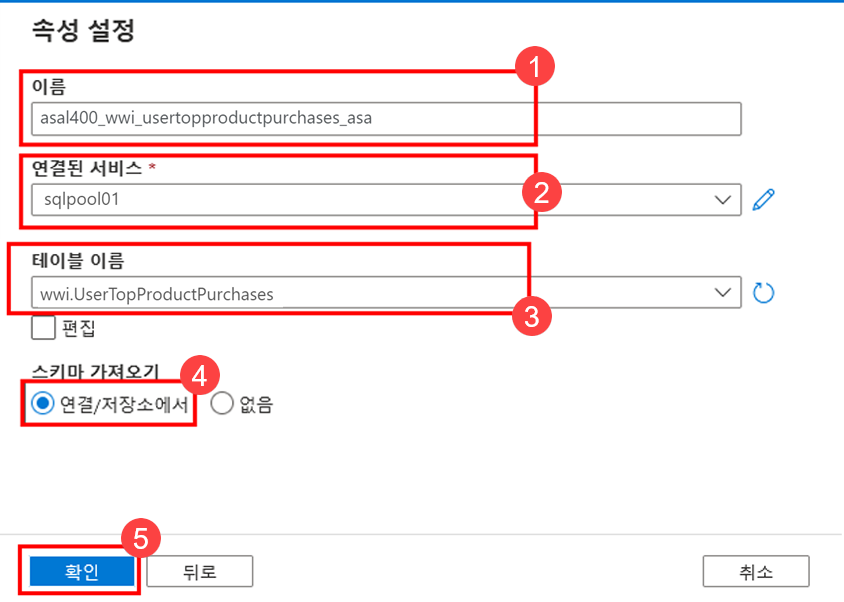 속성 설정
1
이름
asal400_wwi_usertopproductpurchases_asa
연결된 서비스 *
sqlpool01
2
테이블 이름
wwi.UserTopProductPurchases
3
편집
스키마 가져오기
4
연결/저장소에서 없음
5
확인 뒤로 취소